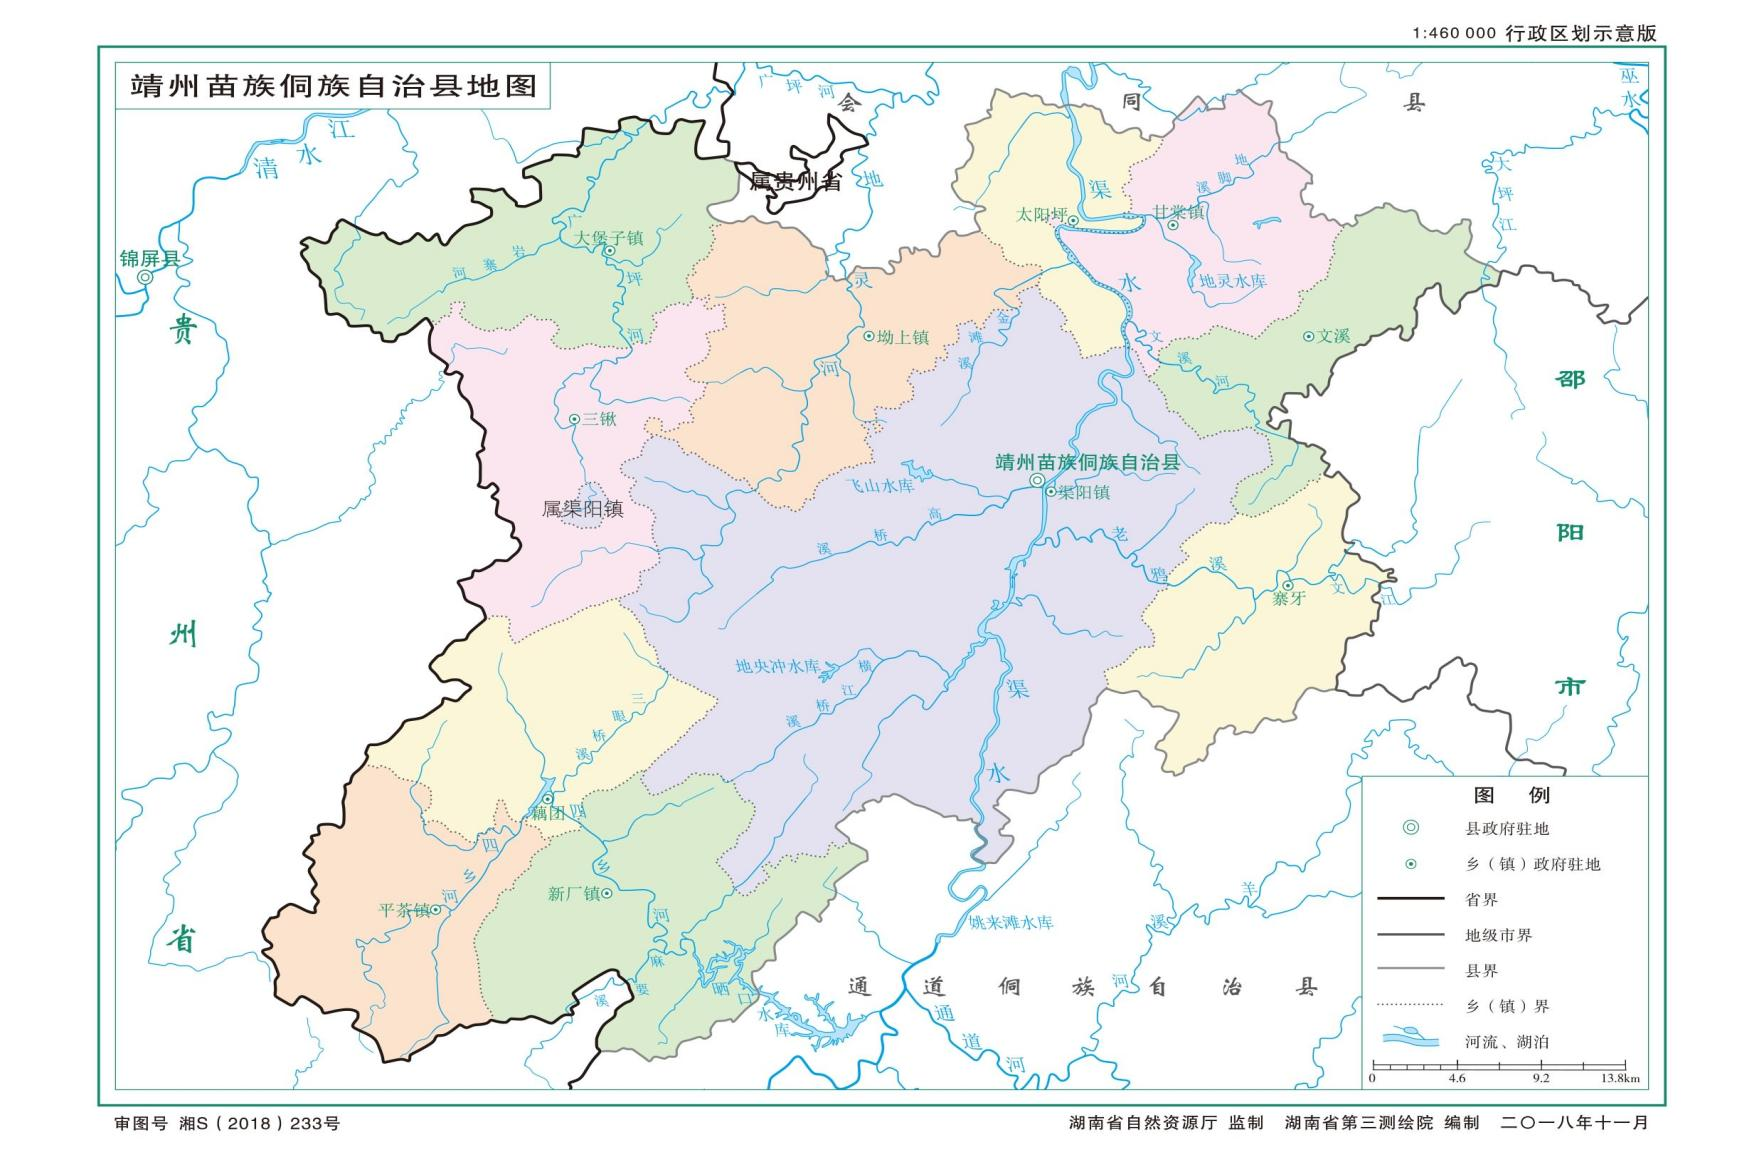 1:460 000 行政区划示意版
靖州苗族侗族自治县地图
广坪河
会
同
县
巫水
清水江
属贵州省
地
渠
地脚溪
大坪江
太阳坪
甘棠镇
锦屏县
大堡子镇
广
坪
河
岩寨河
灵
河
水
地灵水库
贵
坳上镇
金滩溪
文溪河
文溪
邵
三锹
靖州苗族侗族自治县
渠阳镇
飞山水库
属渠阳镇
高桥溪
老鸦溪
阳
寨牙
文江
州
地央冲水库
横江桥溪
渠
市
三眼桥溪
水
藕团
四
图 例
县政府驻地
四
乡
河
乡
乡（镇）政府驻地
新厂镇
平茶镇
河
省界
羊
溪
河
姚来滩水库
省
地级市界
麻
要
溪
晒口水库
县界
通道侗族自治县
乡（镇）界
通道河
河流、湖泊
0 4.6 9.2 13.8km
审图号 湘S（2018）233号
湖南省自然资源厅 监制 湖南省第三测绘院 编制 二〇一八年十一月